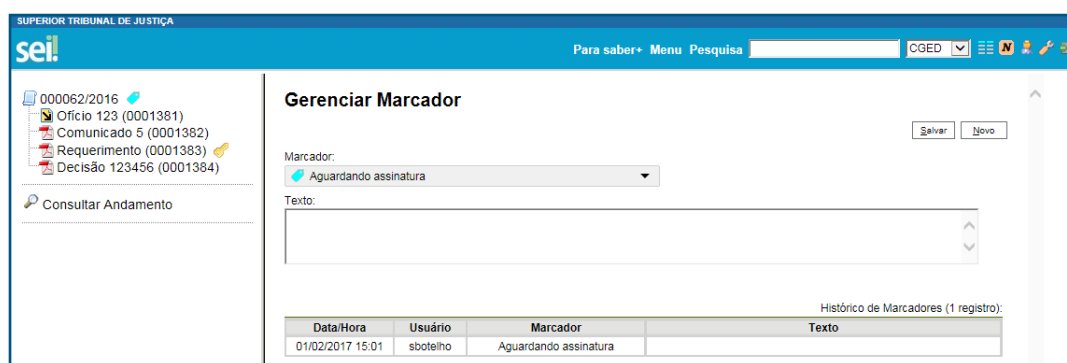 SUPERIOR TRIBUNAL DE JUSTIÇA
sei!
Para saber+ Menu Pesquisa CGED
000062/2016
Ofício 123 (0001381)
Comunicado 5 (0001382)
Requerimento (0001383)
Decisão 123456 (0001384)
Consultar Andamento
Gerenciar Marcador
Salvar Novo
Marcador:
Aguardando assinatura
Texto:
Histórico de Marcadores (1 registro):
Data/Hora Usuário Marcador Texto
01/02/2017 15:01 sbotelho Aguardando assinatura